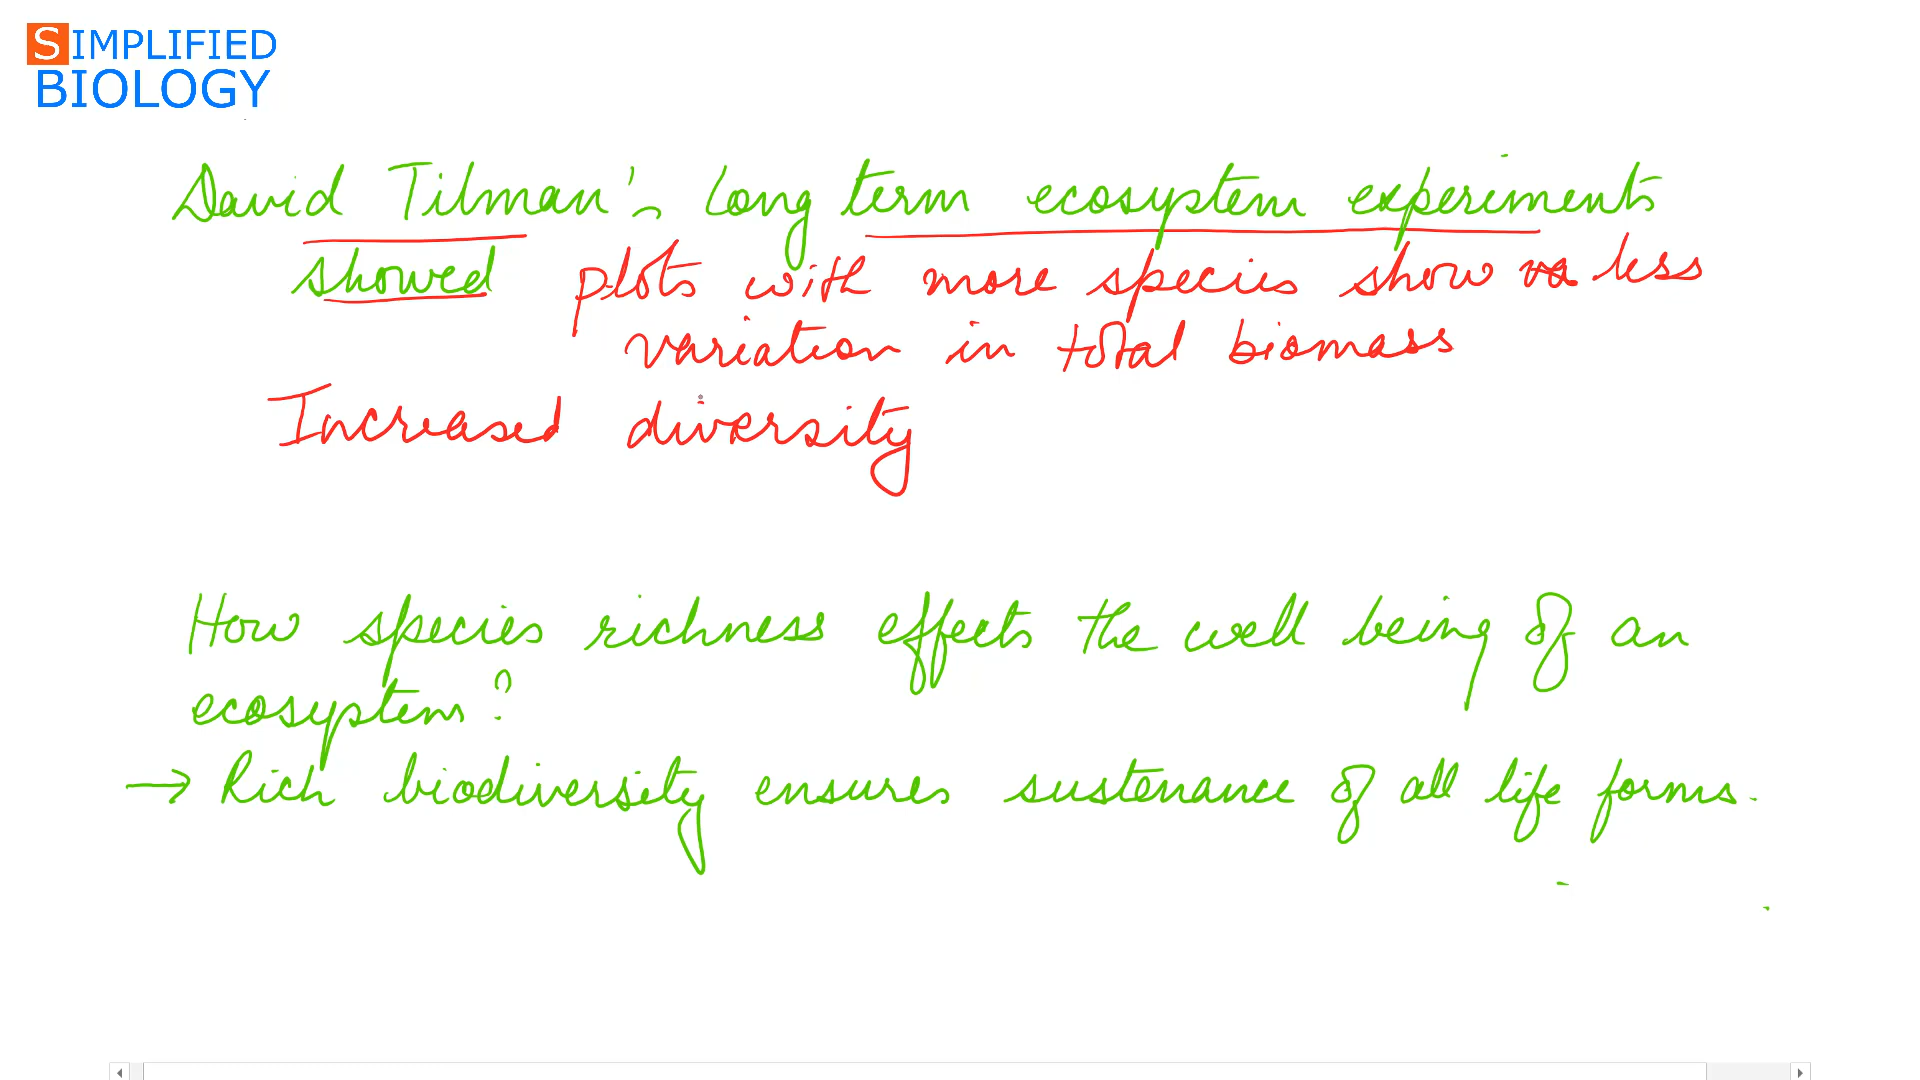 SIMPLIFIED
BIOLOGY
David Tilman's Long term ecosystem experiments
showed plots with more species show less
variation in total biomass
Increased diversity
How species richness effects the well being of an
ecosyptem?
→ Rich biodiversity ensures sustenance of all life forms.